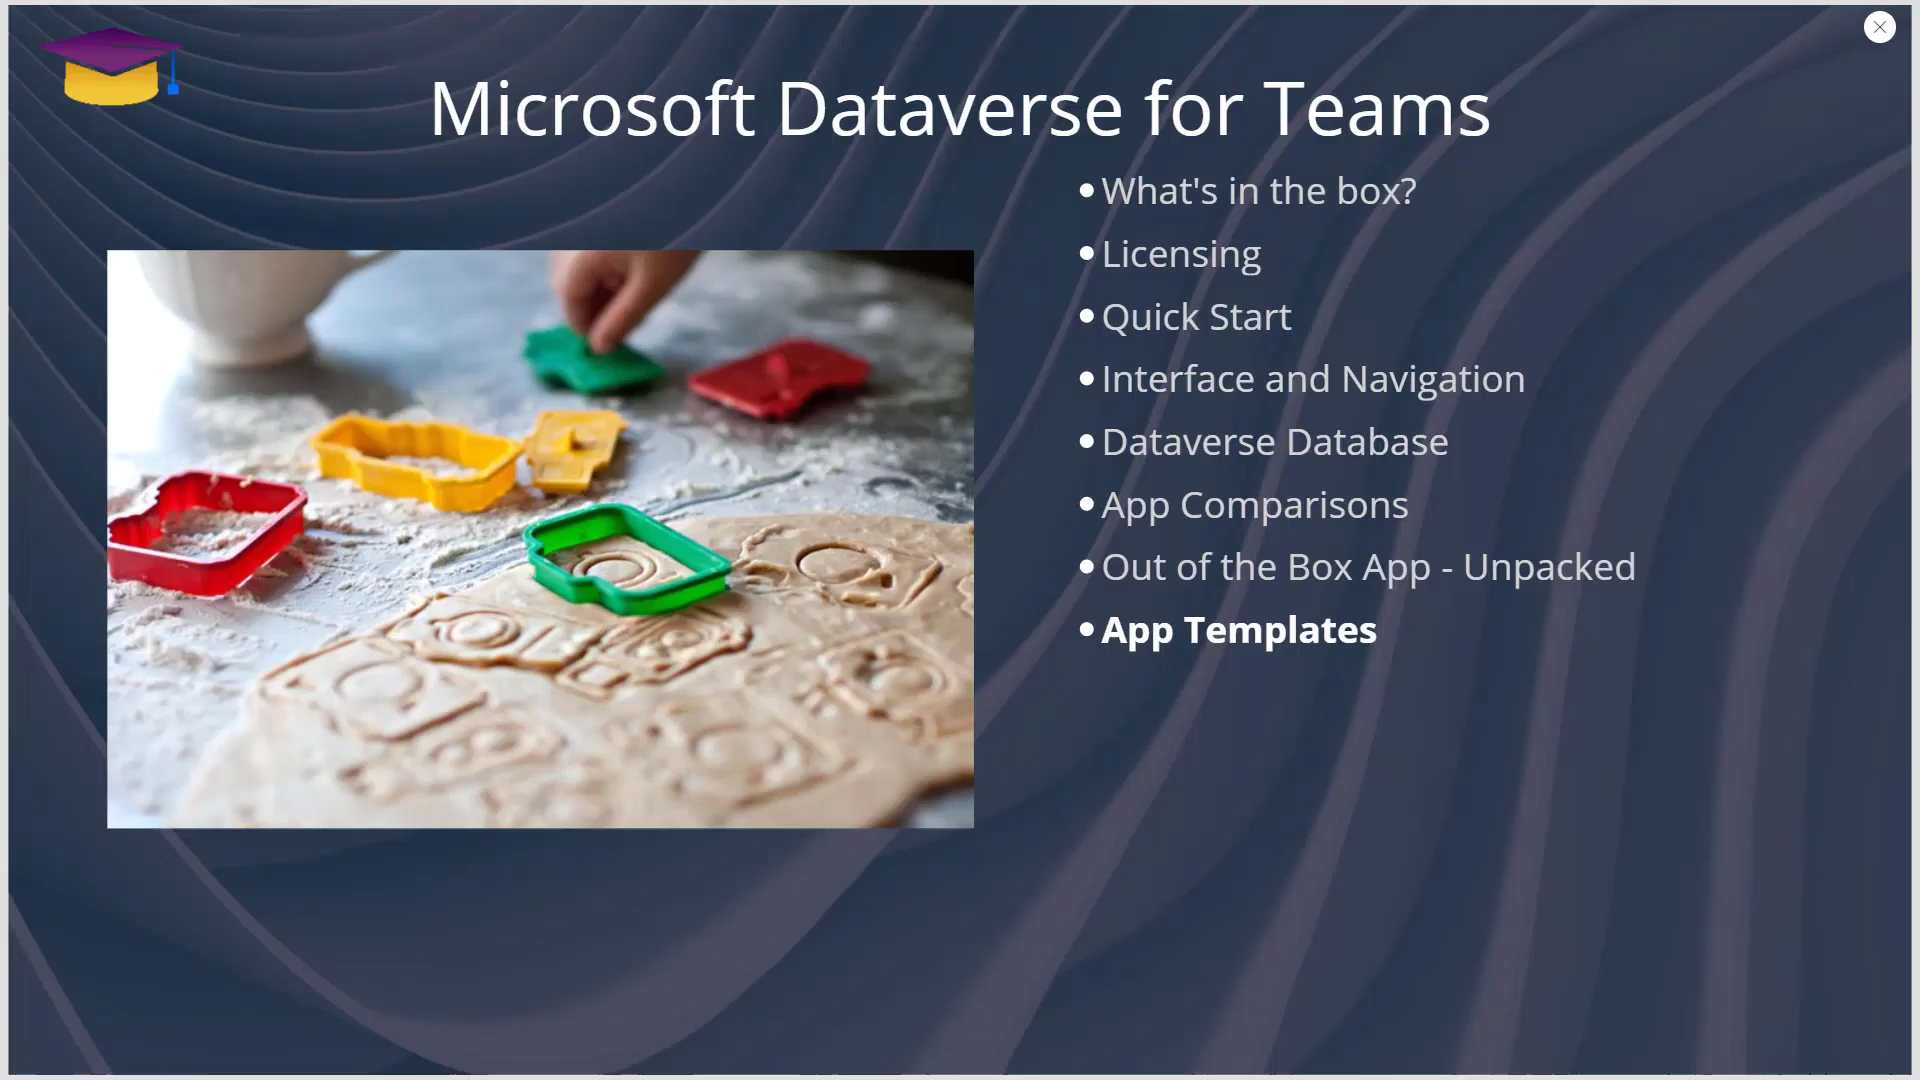 Microsoft Dataverse for Teams
What's in the box?
Licensing
Quick Start
Interface and Navigation
Dataverse Database
App Comparisons
Out of the Box App - Unpacked
App Templates